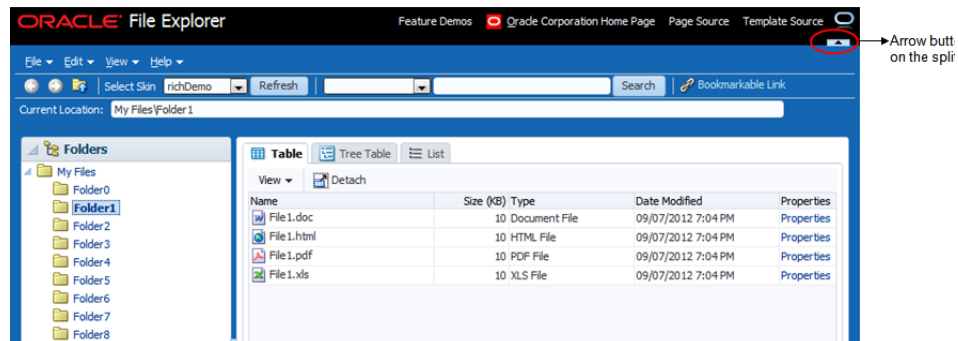 ORACLE File Explorer Feature Demos Oracle Corporation Home Page Page Source Template Source
Arrow butt
on the split
File Edit View Help
Select Skin richDemo Refresh Search Bookmarkable Link
Current Location: My Files\Folder1
Folders
My Files
Folder0
Folder1
Folder2
Folder3
Folder4
Folder5
Folder6
Folder7
Folder8
Table Tree Table List
View Detach
Name Size (KB) Type Date Modified Properties
File1.doc 10 Document File 09/07/2012 7:04 PM Properties
File1.html 10 HTML File 09/07/2012 7:04 PM Properties
File1.pdf 10 PDF File 09/07/2012 7:04 PM Properties
File1.xls 10 XLS File 09/07/2012 7:04 PM Properties